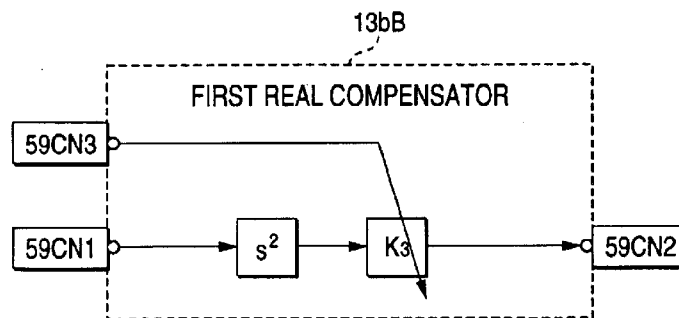 13bB
FIRST REAL COMPENSATOR
59CN3
59CN1
s²
K3
59CN2